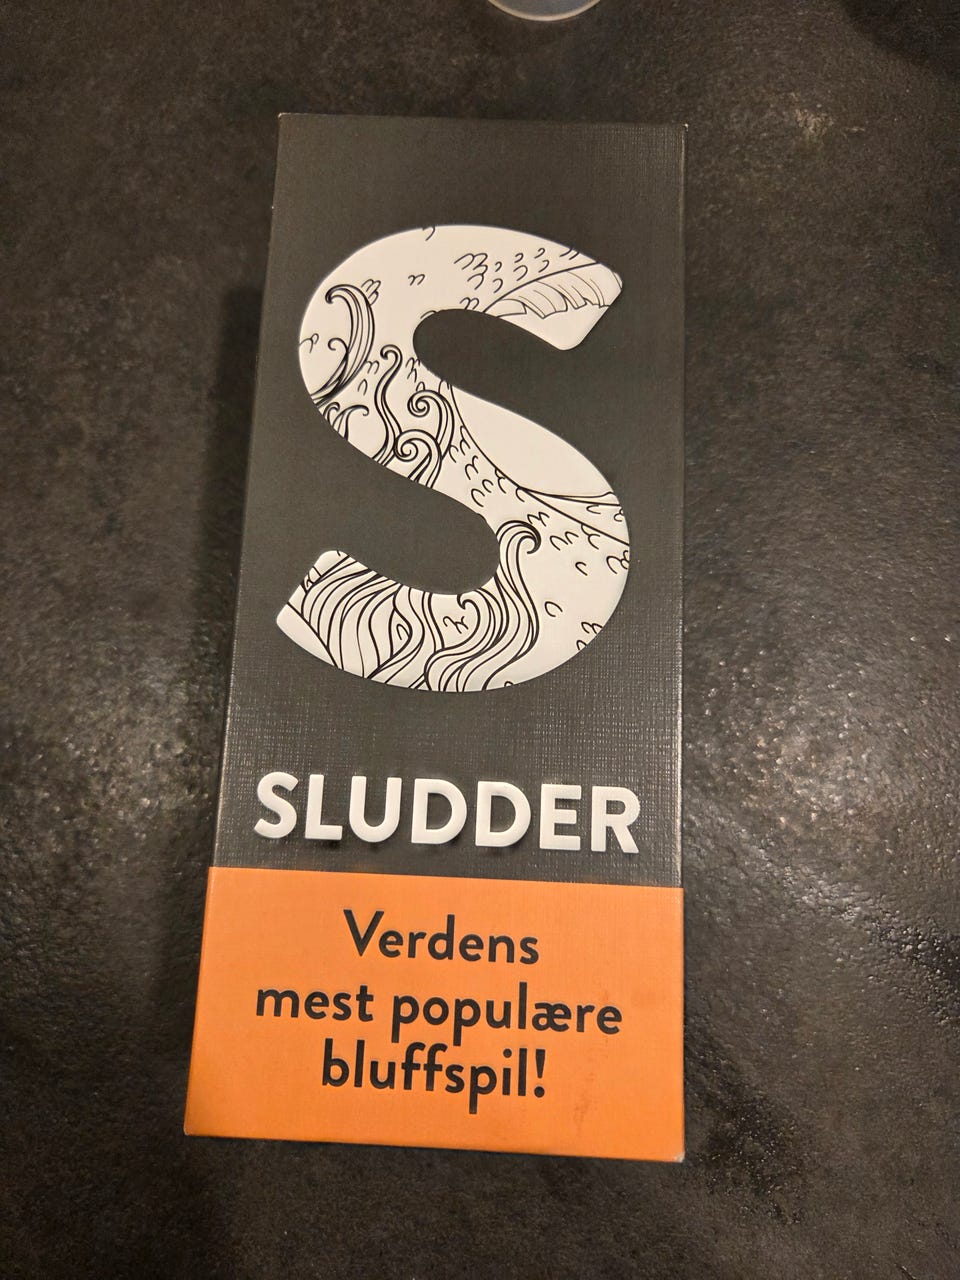 S
SLUDDER
Verdens
mest populære
bluffspil!